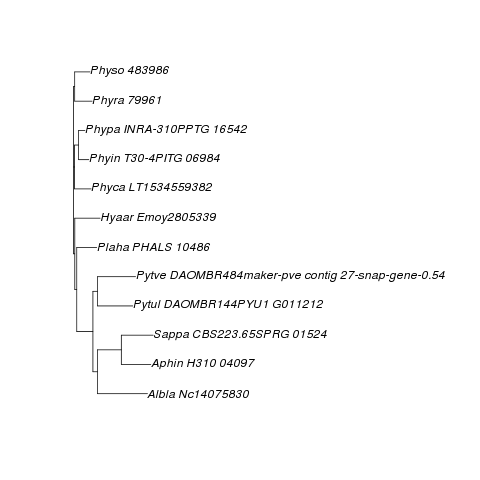 Physo 483986
Phyra 79961
Phypa INRA-310PPTG 16542
Phyin T30-4PITG 06984
Phyca LT1534559382
Hyaar Emoy2805339
Plaha PHALS 10486
Pytve DAOMBR484maker-pve contig 27-snap-gene-0.54
Pytul DAOMBR144PYU1 G011212
Sappa CBS223.65SPRG 01524
Aphin H310 04097
Albla Nc14075830